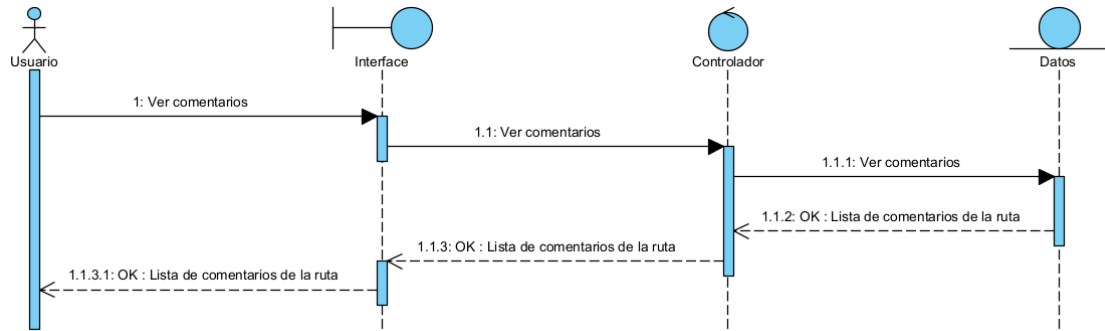 Usuario
Interface
Controlador
Datos
1: Ver comentarios
1.1: Ver comentarios
1.1.1: Ver comentarios
1.1.2: OK : Lista de comentarios de la ruta
1.1.3: OK : Lista de comentarios de la ruta
1.1.3.1: OK : Lista de comentarios de la ruta